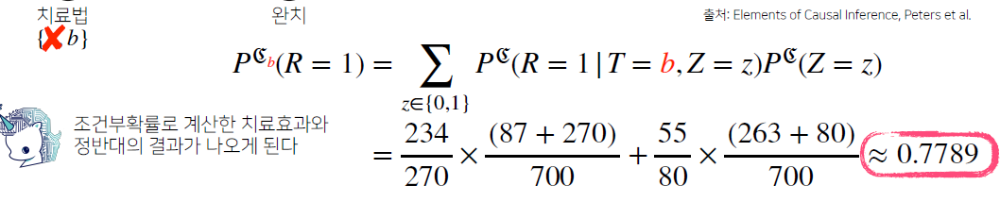 치료법 완치 출처: Elements of Causal Inference, Peters et al.
{✘b}
P^{𝕮_b}(R = 1) = ∑_{z∈{0,1}} P^𝕮(R = 1 | T = b, Z = z)P^𝕮(Z = z)
조건부확률로 계산한 치료효과와
정반대의 결과가 나오게 된다
= 234/270 × (87 + 270)/700 + 55/80 × (263 + 80)/700 ≈ 0.7789